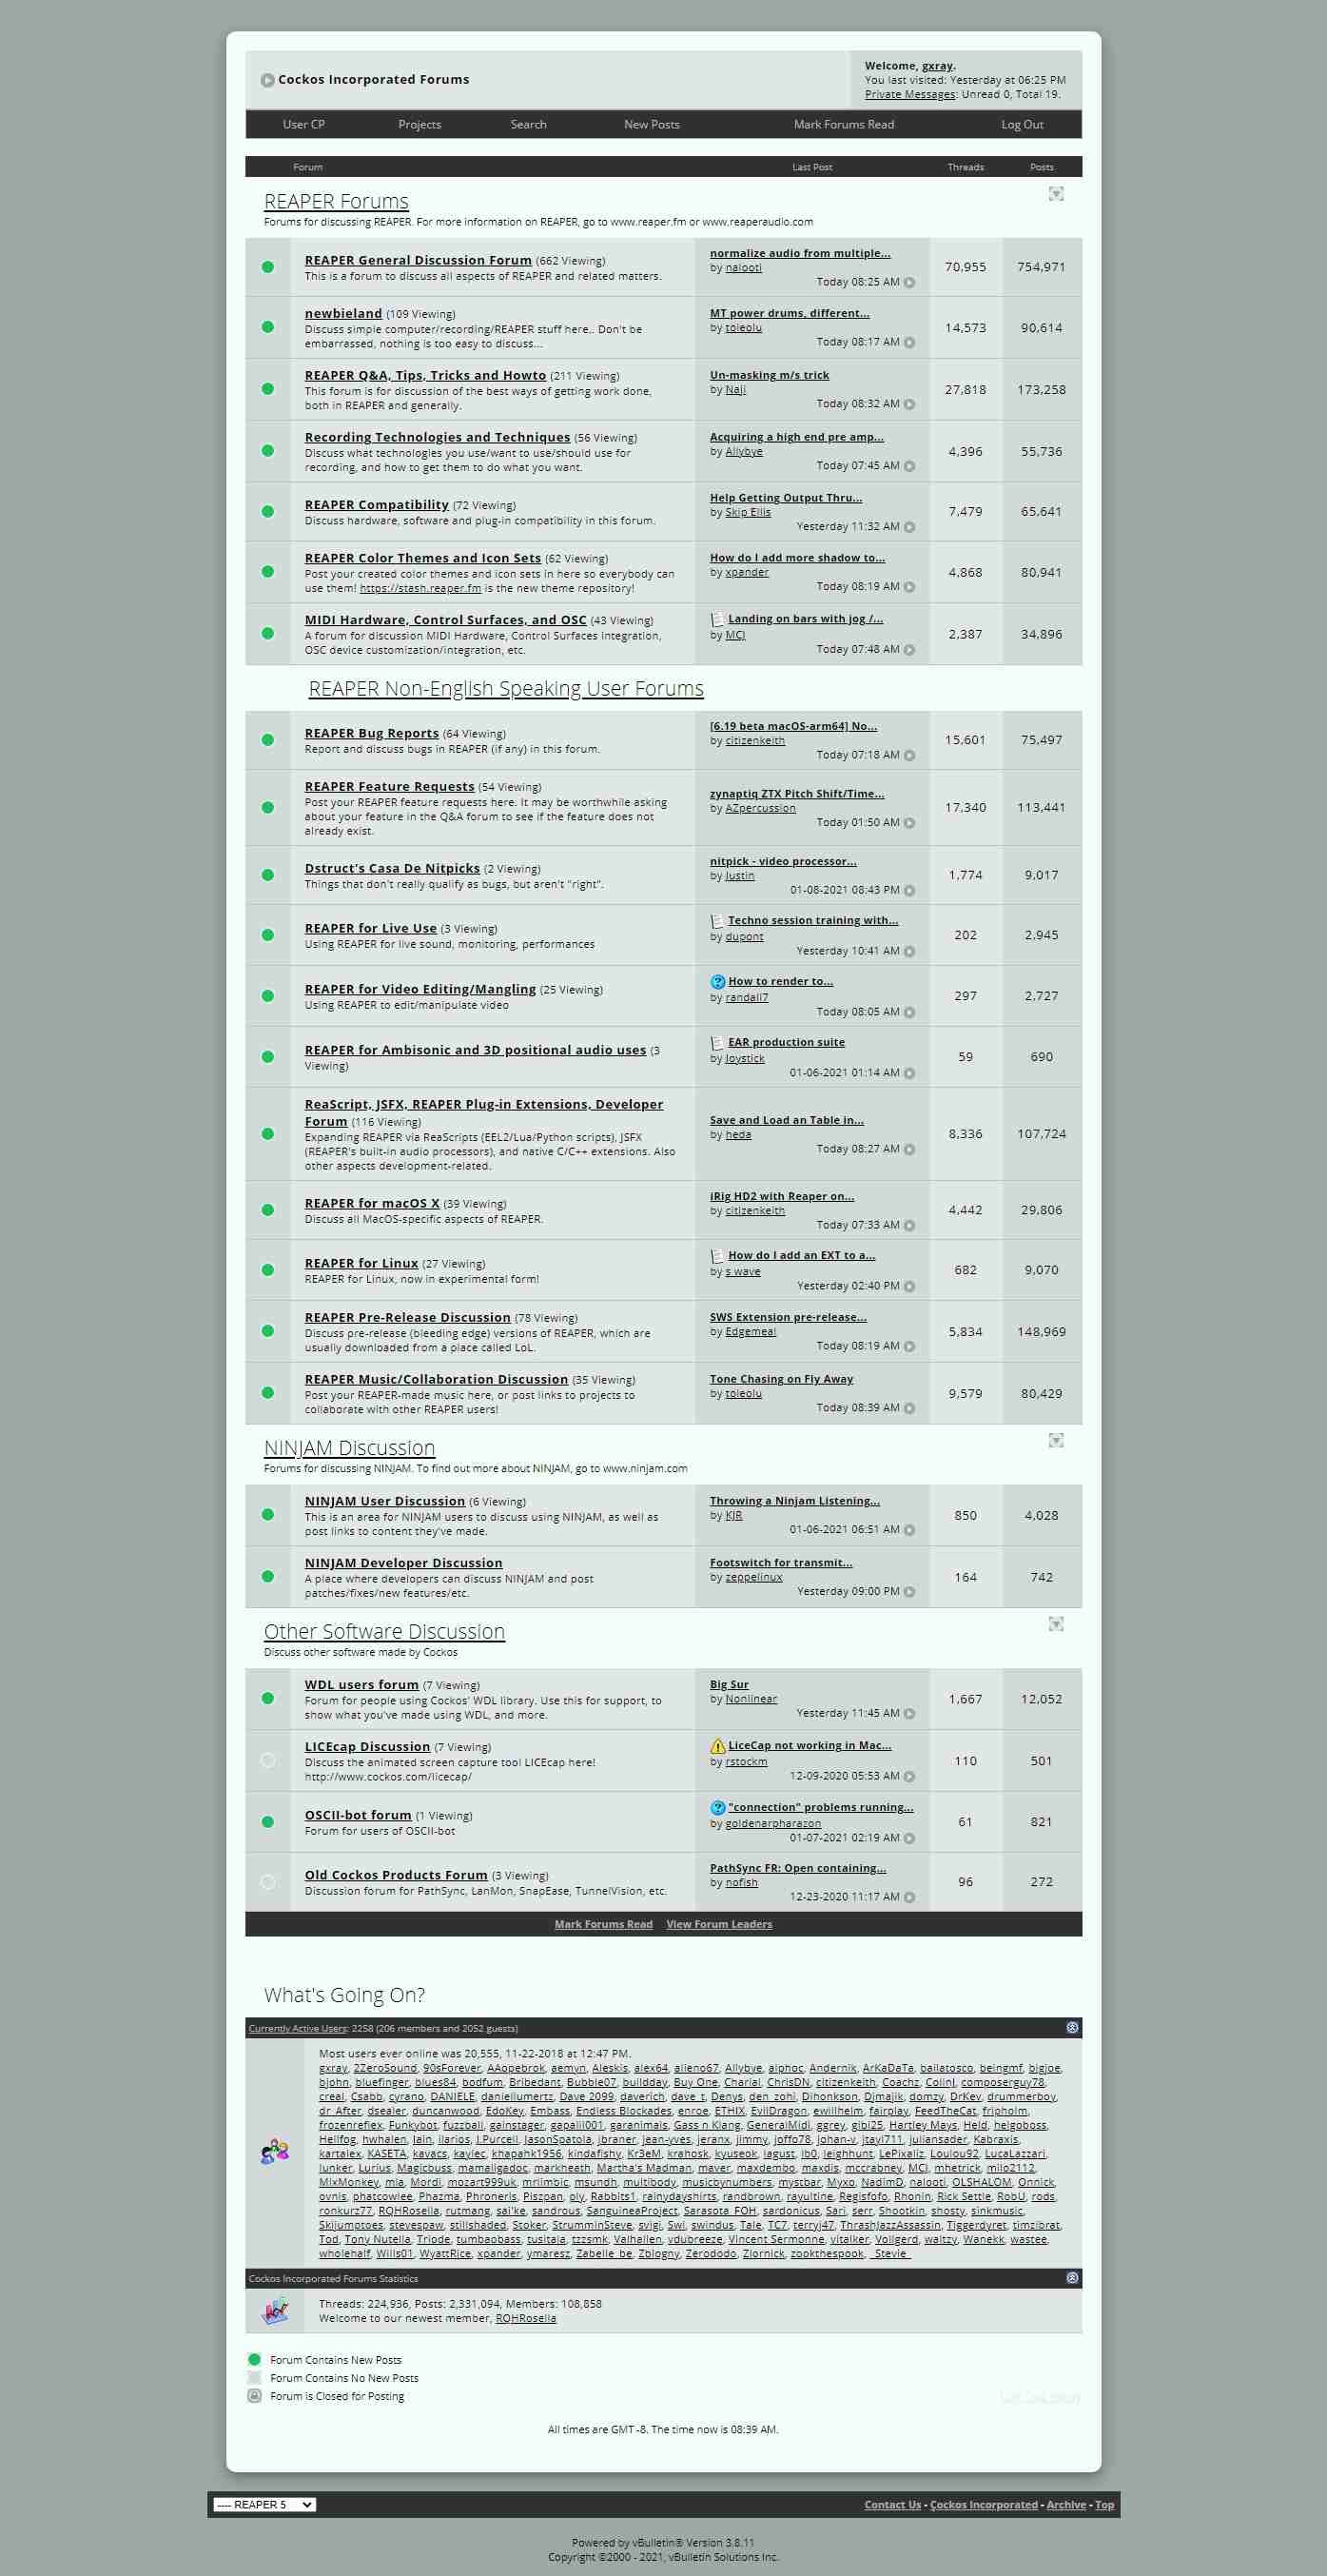 Cockos Incorporated Forums
Welcome, gxray.
You last visited: Yesterday at 06:25 PM
Private Messages: Unread 0, Total 19.
User CP Projects Search New Posts Mark Forums Read Log Out
Forum Last Post Threads Posts
REAPER Forums
Forums for discussing REAPER. For more information on REAPER, go to www.reaper.fm or www.reaperaudio.com
REAPER General Discussion Forum (662 Viewing)
This is a forum to discuss all aspects of REAPER and related matters.
normalize audio from multiple...
by nalooti
Today 08:25 AM
70,955 754,971
newbieland (109 Viewing)
Discuss simple computer/recording/REAPER stuff here,. Don't be
embarrassed, nothing is too easy to discuss...
MT power drums, different...
by toleolu
Today 08:17 AM
14,573 90,614
REAPER Q&A, Tips, Tricks and Howto (211 Viewing)
This forum is for discussion of the best ways of getting work done,
both in REAPER and generally.
Un-masking m/s trick
by Naji
Today 08:32 AM
27,818 173,258
Recording Technologies and Techniques (56 Viewing)
Discuss what technologies you use/want to use/should use for
recording, and how to get them to do what you want.
Acquiring a high end pre amp...
by Allybye
Today 07:45 AM
4,396 55,736
REAPER Compatibility (72 Viewing)
Discuss hardware, software and plug-in compatibility in this forum.
Help Getting Output Thru...
by Skip Ellis
Yesterday 11:32 AM
7,479 65,641
REAPER Color Themes and Icon Sets (62 Viewing)
Post your created color themes and icon sets in here so everybody can
use them! https://stash.reaper.fm is the new theme repository!
How do I add more shadow to...
by xpander
Today 08:19 AM
4,868 80,941
MIDI Hardware, Control Surfaces, and OSC (43 Viewing)
A forum for discussion MIDI Hardware, Control Surfaces Integration,
OSC device customization/integration, etc.
Landing on bars with jog /...
by MCJ
Today 07:48 AM
2,387 34,896
REAPER Non-English Speaking User Forums
REAPER Bug Reports (64 Viewing)
Report and discuss bugs in REAPER (if any) in this forum.
[6.19 beta macOS-arm64] No...
by citizenkeith
Today 07:18 AM
15,601 75,497
REAPER Feature Requests (54 Viewing)
Post your REAPER feature requests here. It may be worthwhile asking
about your feature in the Q&A forum to see if the feature does not
already exist.
zynaptiq ZTX Pitch Shift/Time...
by AZpercussion
Today 01:50 AM
17,340 113,441
Dstruct's Casa De Nitpicks (2 Viewing)
Things that don't really qualify as bugs, but aren't "right".
nitpick - video processor...
by Justin
01-08-2021 08:43 PM
1,774 9,017
REAPER for Live Use (3 Viewing)
Using REAPER for live sound, monitoring, performances
Techno session training with...
by dupont
Yesterday 10:41 AM
202 2,945
REAPER for Video Editing/Mangling (25 Viewing)
Using REAPER to edit/manipulate video
How to render to...
by randall7
Today 08:05 AM
297 2,727
REAPER for Ambisonic and 3D positional audio uses (3
Viewing)
EAR production suite
by Joystick
01-06-2021 01:14 AM
59 690
ReaScript, JSFX, REAPER Plug-in Extensions, Developer
Forum (116 Viewing)
Expanding REAPER via ReaScripts (EEL2/Lua/Python scripts), JSFX
(REAPER's built-in audio processors), and native C/C++ extensions. Also
other aspects development-related.
Save and Load an Table in...
by heda
Today 08:27 AM
8,336 107,724
REAPER for macOS X (39 Viewing)
Discuss all MacOS-specific aspects of REAPER.
iRig HD2 with Reaper on...
by citizenkeith
Today 07:33 AM
4,442 29,806
REAPER for Linux (27 Viewing)
REAPER for Linux, now in experimental form!
How do I add an EXT to a...
by s wave
Yesterday 02:40 PM
682 9,070
REAPER Pre-Release Discussion (78 Viewing)
Discuss pre-release (bleeding edge) versions of REAPER, which are
usually downloaded from a place called LoL.
SWS Extension pre-release...
by Edgemeal
Today 08:19 AM
5,834 148,969
REAPER Music/Collaboration Discussion (35 Viewing)
Post your REAPER-made music here, or post links to projects to
collaborate with other REAPER users!
Tone Chasing on Fly Away
by toleolu
Today 08:39 AM
9,579 80,429
NINJAM Discussion
Forums for discussing NINJAM. To find out more about NINJAM, go to www.ninjam.com
NINJAM User Discussion (6 Viewing)
This is an area for NINJAM users to discuss using NINJAM, as well as
post links to content they've made.
Throwing a Ninjam Listening...
by KJR
01-06-2021 06:51 AM
850 4,028
NINJAM Developer Discussion
A place where developers can discuss NINJAM and post
patches/fixes/new features/etc.
Footswitch for transmit...
by zeppelinux
Yesterday 09:00 PM
164 742
Other Software Discussion
Discuss other software made by Cockos
WDL users forum (7 Viewing)
Forum for people using Cockos' WDL library. Use this for support, to
show what you've made using WDL, and more.
Big Sur
by Nonlinear
Yesterday 11:45 AM
1,667 12,052
LICEcap Discussion (7 Viewing)
Discuss the animated screen capture tool LICEcap here!
http://www.cockos.com/licecap/
LiceCap not working in Mac...
by rstockm
12-09-2020 05:53 AM
110 501
OSCII-bot forum (1 Viewing)
Forum for users of OSCII-bot
"connection" problems running...
by goldenarpharazon
01-07-2021 02:19 AM
61 821
Old Cockos Products Forum (3 Viewing)
Discussion forum for PathSync, LanMon, SnapEase, TunnelVision, etc.
PathSync FR: Open containing...
by nofish
12-23-2020 11:17 AM
96 272
Mark Forums Read View Forum Leaders
What's Going On?
Currently Active Users: 2258 (206 members and 2052 guests)
Most users ever online was 20,555, 11-22-2018 at 12:47 PM.
gxray, 2ZeroSound, 90sForever, AAopebrok, aemyn, Aleskis, alex64, alieno67, Allybye, alphoc, Andernik, ArKaDaTa, bailatosco, beingmf, bigjoe,
bjohn, bluefinger, blues84, bodfum, Bribedant, Bubble07, bulldday, Buy One, Charlal, ChrisDN, citizenkeith, Coachz, ColinJ, composerguy78,
creal, Csabb, cyrano, DANIELE, daniellumertz, Dave 2099, daverich, dave_t, Denys, den_zohl, Dihonkson, Djmajik, domzy, DrKev, drummerboy,
dr_After, dsealer, duncanwood, EdoKey, Embass, Endless Blockades, enroe, ETHIX, EvilDragon, ewillhelm, fairplay, FeedTheCat, fripholm,
frozenreflex, Funkybot, fuzzball, gainstager, gapalil001, garanimals, Gass n Klang, GeneralMidi, ggrey, gibi25, Hartley Mays, Held, helgoboss,
Hellfog, hwhalen, Iain, ilarios, J.Purcell, JasonSpatola, jbraner, jean-yves, jeranx, jimmy, joffo78, johan-v, jtayl711, juliansader, Kabraxis,
kartalex, KASETA, kavacs, kaylec, khapahk1956, kindafishy, Kr3eM, krahosk, kyuseok, lagust, lb0, leighhunt, LePixaliz, Loulou92, LucaLazzari,
lunker, Lurius, Magicbuss, mamaligadoc, markheath, Martha's Madman, maver, maxdembo, maxdis, mccrabney, MCJ, mhetrick, milo2112,
MixMonkey, mla, Mordi, mozart999uk, mrlimbic, msundh, multibody, musicbynumbers, mystbar, Myxo, NadimD, nalooti, OLSHALOM, Onnick,
ovnis, phatcowlee, Phazma, Phroneris, Piszpan, ply, Rabbits1, rainydayshirts, randbrown, rayultine, Regisfofo, Rhonin, Rick Settle, RobU, rods,
ronkurz77, RQHRosella, rutmang, sai'ke, sandrous, SanguineaProject, Sarasota_FOH, sardonicus, Sarl, serr, Shootkin, shosty, sinkmusic,
Skijumptoes, stevespaw, stillshaded, Stoker, StrumminSteve, svigi, Swi, swindus, Tale, TC7, terryj47, ThrashJazzAssassin, Tiggerdyret, timzlbrat,
Tod, Tony Nutella, Triode, tumbaobass, tusitala, tzzsmk, Valhallen, vdubreeze, Vincent Sermonne, vitalker, Vollgerd, waltzy, Wanekk, wastee,
wholehalf, Wills01, WyattRice, xpander, ymaresz, Zabelle_be, Zblogny, Zerododo, Ziornick, zookthespook, _Stevie_
Cockos Incorporated Forums Statistics
Threads: 224,936, Posts: 2,331,094, Members: 108,858
Welcome to our newest member, RQHRosella
Forum Contains New Posts
Forum Contains No New Posts
Forum is Closed for Posting
All times are GMT -8. The time now is 08:39 AM.
---- REAPER 5
Contact Us - Cockos Incorporated - Archive - Top
Powered by vBulletin® Version 3.8.11
Copyright ©2000 - 2021, vBulletin Solutions Inc.